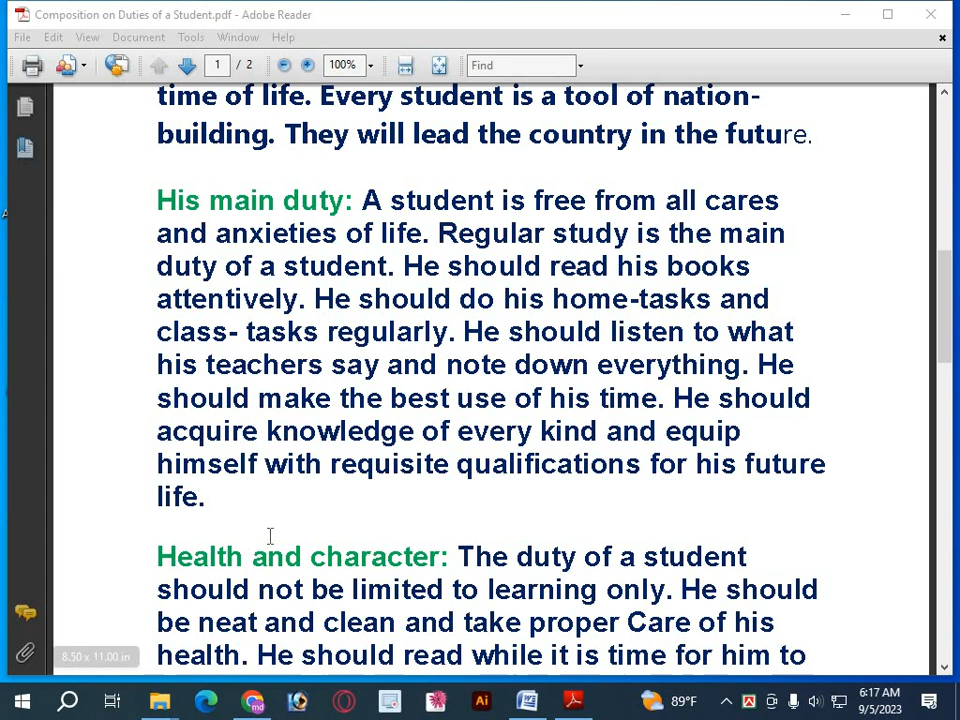 Composition on Duties of a Student.pdf - Adobe Reader
File Edit View Document Tools Window Help
1 / 2 100% Find
time of life. Every student is a tool of nation-
building. They will lead the country in the future.
His main duty: A student is free from all cares
and anxieties of life. Regular study is the main
duty of a student. He should read his books
attentively. He should do his home-tasks and
class- tasks regularly. He should listen to what
his teachers say and note down everything. He
should make the best use of his time. He should
acquire knowledge of every kind and equip
himself with requisite qualifications for his future
life.
Health and character: The duty of a student
should not be limited to learning only. He should
be neat and clean and take proper Care of his
health. He should read while it is time for him to
8.50 x 11.00 in
md Ai W 89°F 6:17 AM
9/5/2023